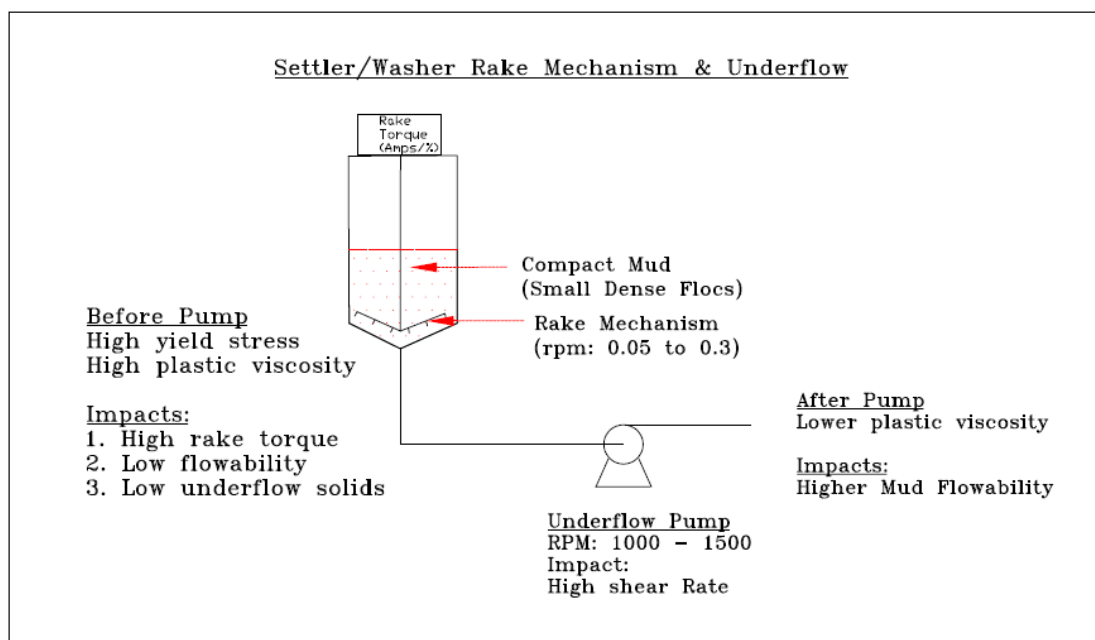 Settler/Washer Rake Mechanism & Underflow
Rake
Torque
(Amps/%)
Compact Mud
(Small Dense Flocs)
Rake Mechanism
(rpm: 0.05 to 0.3)
Before Pump
High yield stress
High plastic viscosity
Impacts:
1. High rake torque
2. Low flowability
3. Low underflow solids
After Pump
Lower plastic viscosity
Impacts:
Higher Mud Flowability
Underflow Pump
RPM: 1000 - 1500
Impact:
High shear Rate